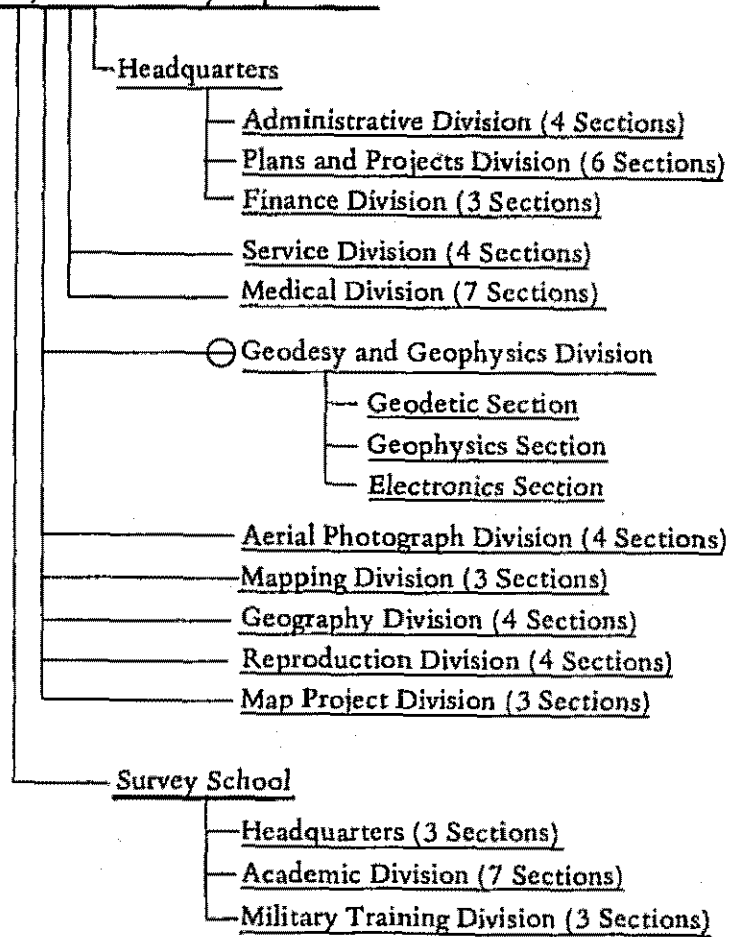 Headquarters
Administrative Division (4 Sections)
Plans and Projects Division (6 Sections)
Finance Division (3 Sections)
Service Division (4 Sections)
Medical Division (7 Sections)
Geodesy and Geophysics Division
Geodetic Section
Geophysics Section
Electronics Section
Aerial Photograph Division (4 Sections)
Mapping Division (3 Sections)
Geography Division (4 Sections)
Reproduction Division (4 Sections)
Map Project Division (3 Sections)
Survey School
Headquarters (3 Sections)
Academic Division (7 Sections)
Military Training Division (3 Sections)